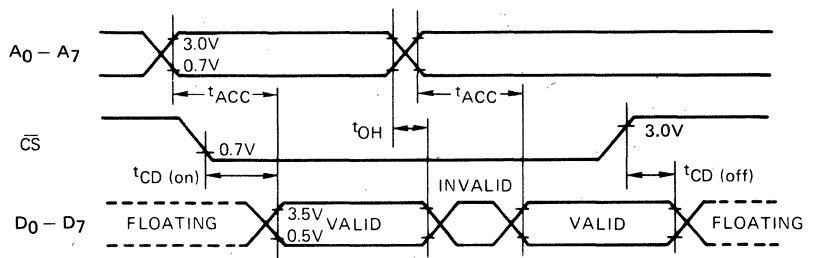 A0 – A7
3.0V
0.7V
tACC
tACC
tOH
CS
0.7V
3.0V
tCD (on)
tCD (off)
INVALID
D0 – D7
FLOATING
3.5V
0.5V
VALID
VALID
FLOATING